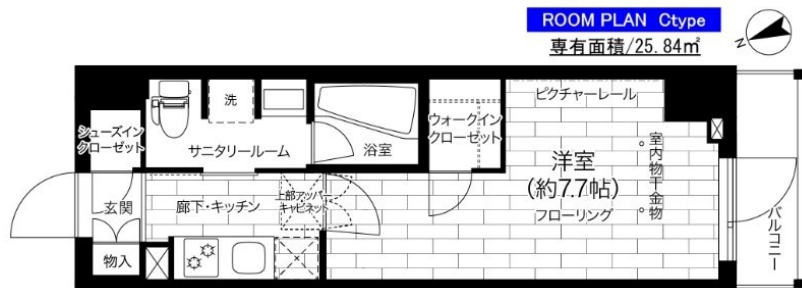 ROOM PLAN Ctype
専有面積/25.84㎡
N
洗
ピクチャーレール
シューズイン
クローゼット
サニタリールーム
浴室
ウォークイン
クローゼット
洋室
(約7.7帖)
フローリング
室内物干金物
玄関
廊下・キッチン
上部アッパー
キャビネット
バルコニー
物入